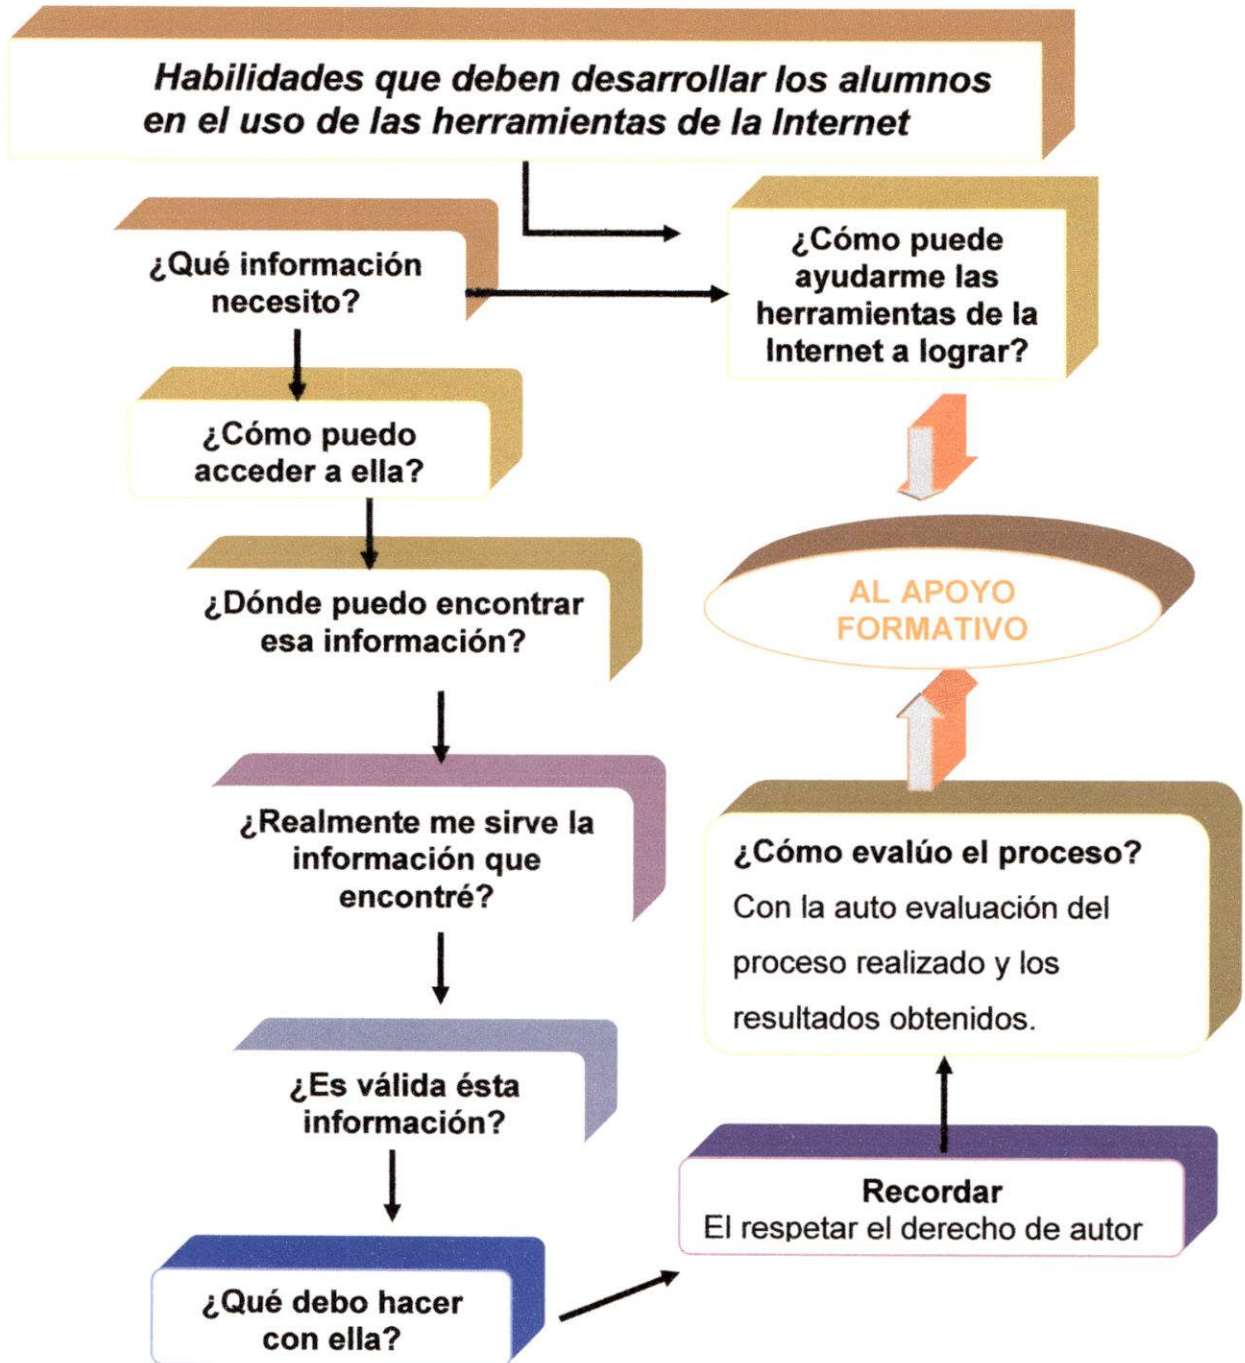 Habilidades que deben desarrollar los alumnos
en el uso de las herramientas de la Internet
¿Qué información
necesito?
¿Cómo puede
ayudarme las
herramientas de la
Internet a lograr?
¿Cómo puedo
acceder a ella?
AL APOYO
FORMATIVO
¿Dónde puedo encontrar
esa información?
¿Realmente me sirve la
información que
encontré?
¿Es válida ésta
información?
¿Qué debo hacer
con ella?
Recordar
El respetar el derecho de autor
¿Cómo evalúo el proceso?
Con la auto evaluación del
proceso realizado y los
resultados obtenidos.